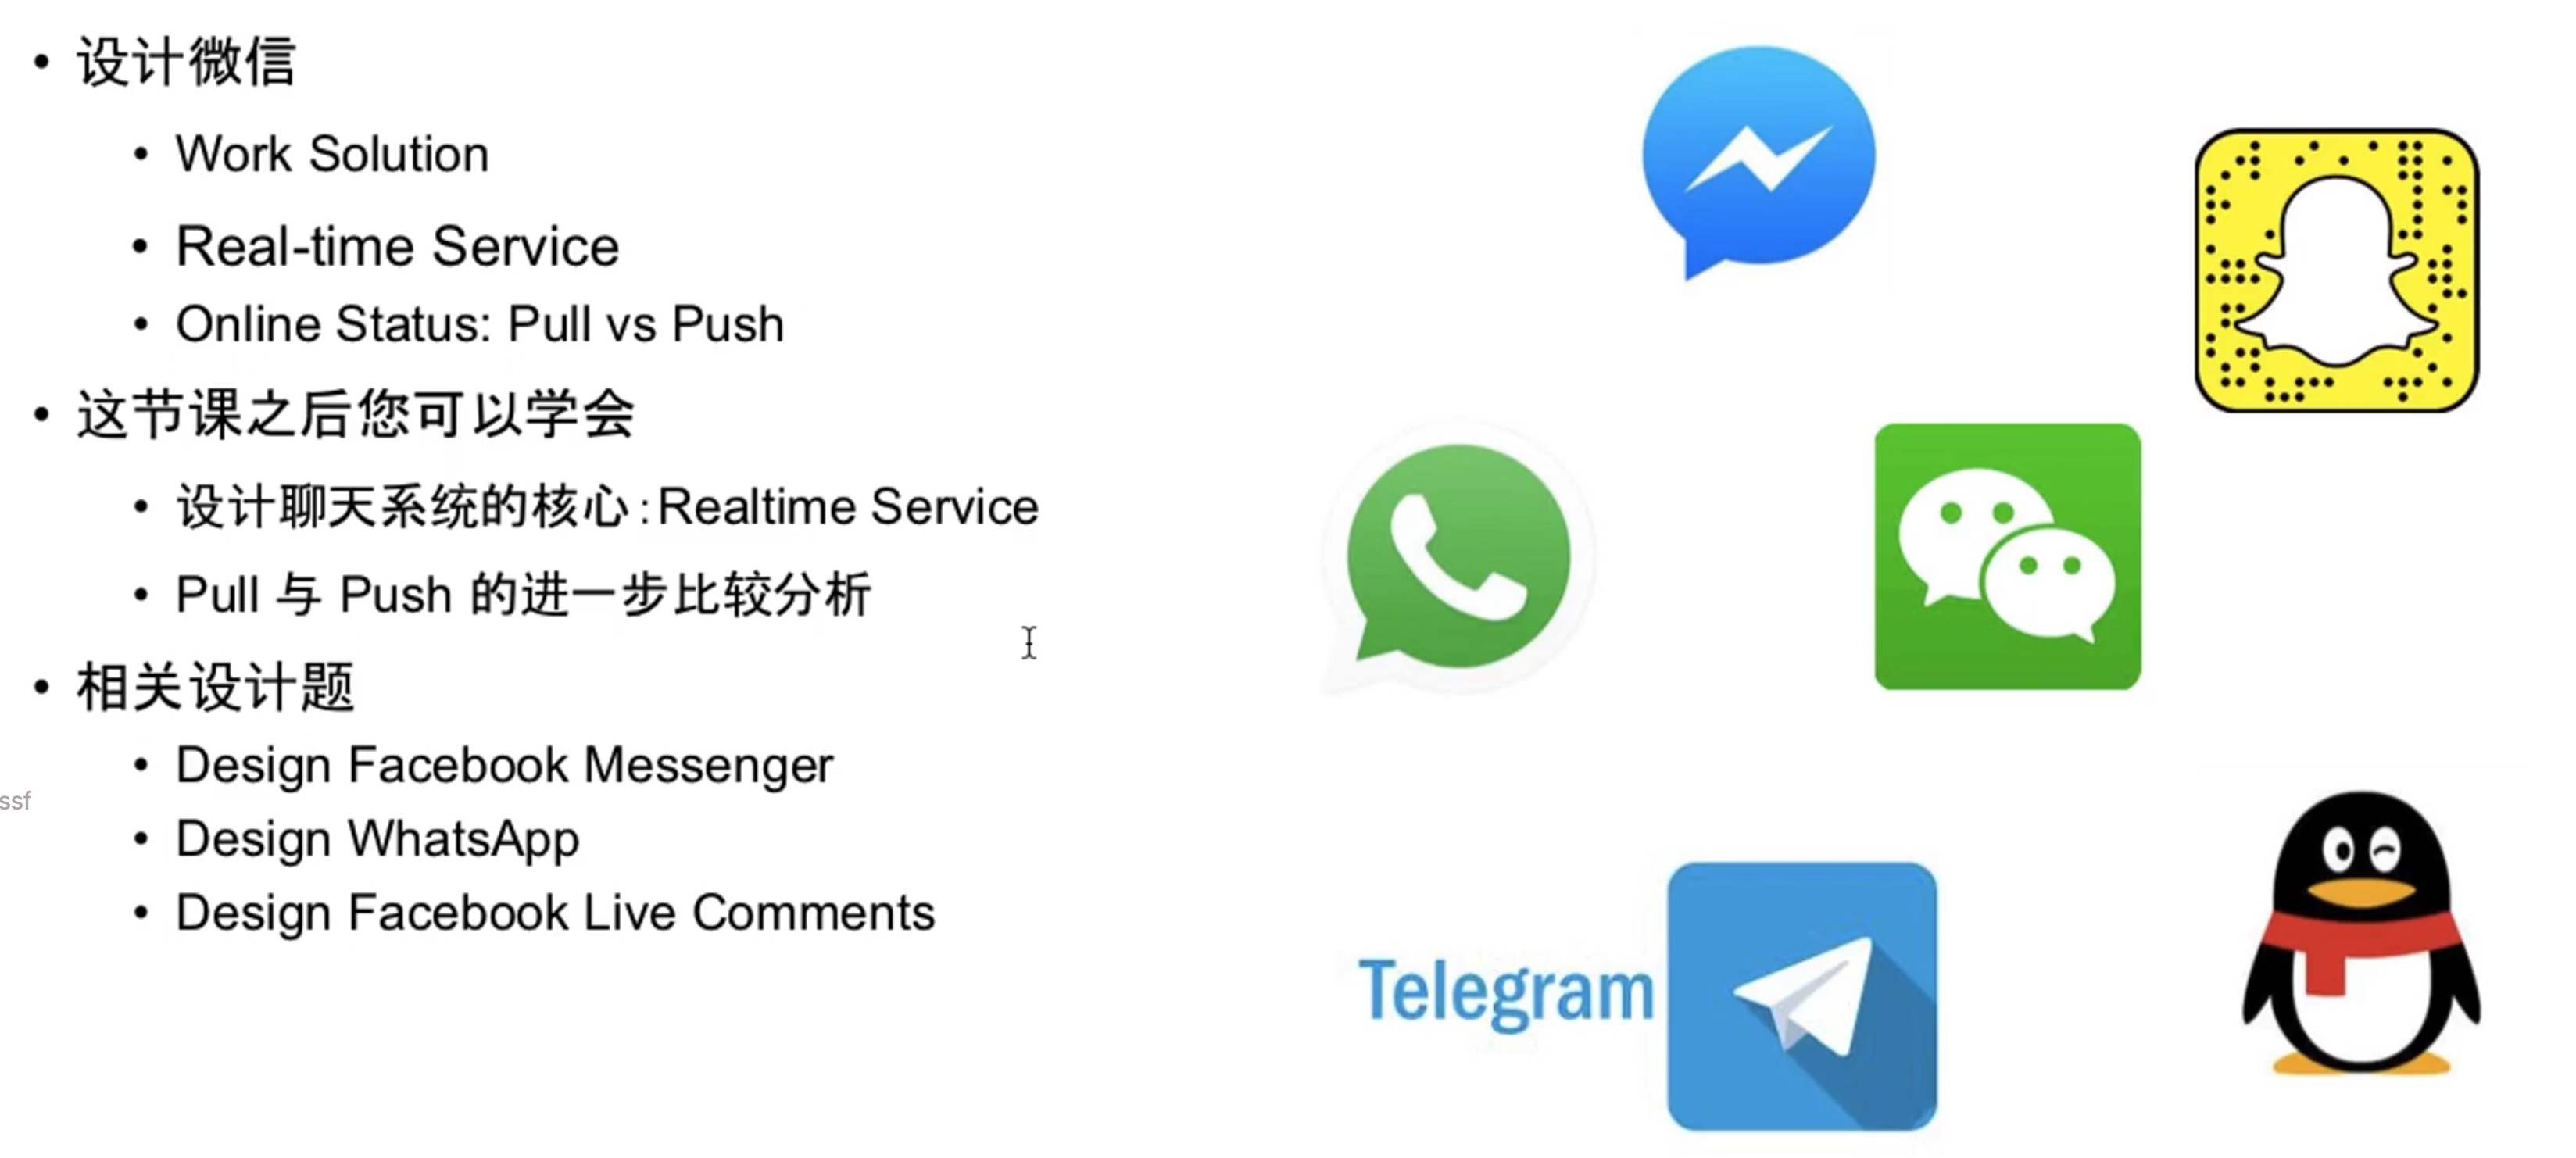 • 设计微信
• Work Solution
• Real-time Service
• Online Status: Pull vs Push
• 这节课之后您可以学会
• 设计聊天系统的核心:Realtime Service
• Pull 与 Push 的进一步比较分析
• 相关设计题
• Design Facebook Messenger
ssf
• Design WhatsApp
• Design Facebook Live Comments
Telegram